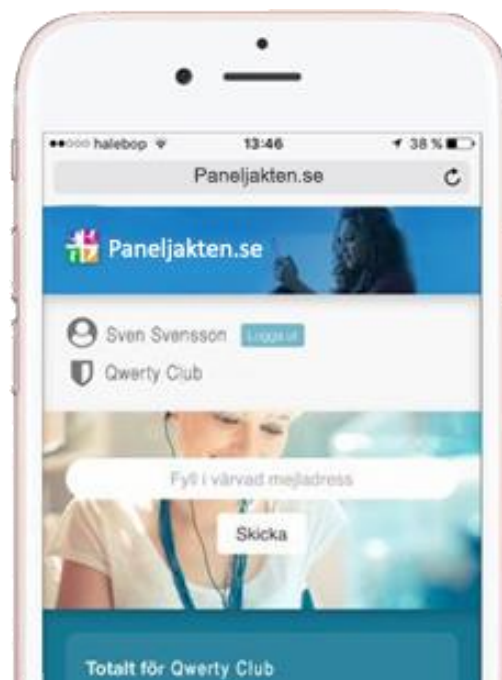 halebop 13:46 38 %
Paneljakten.se
Paneljakten.se
Sven Svensson Logga ut
Qwerty Club
Fyll i värvad mejladress
Skicka
Totalt för Qwerty Club